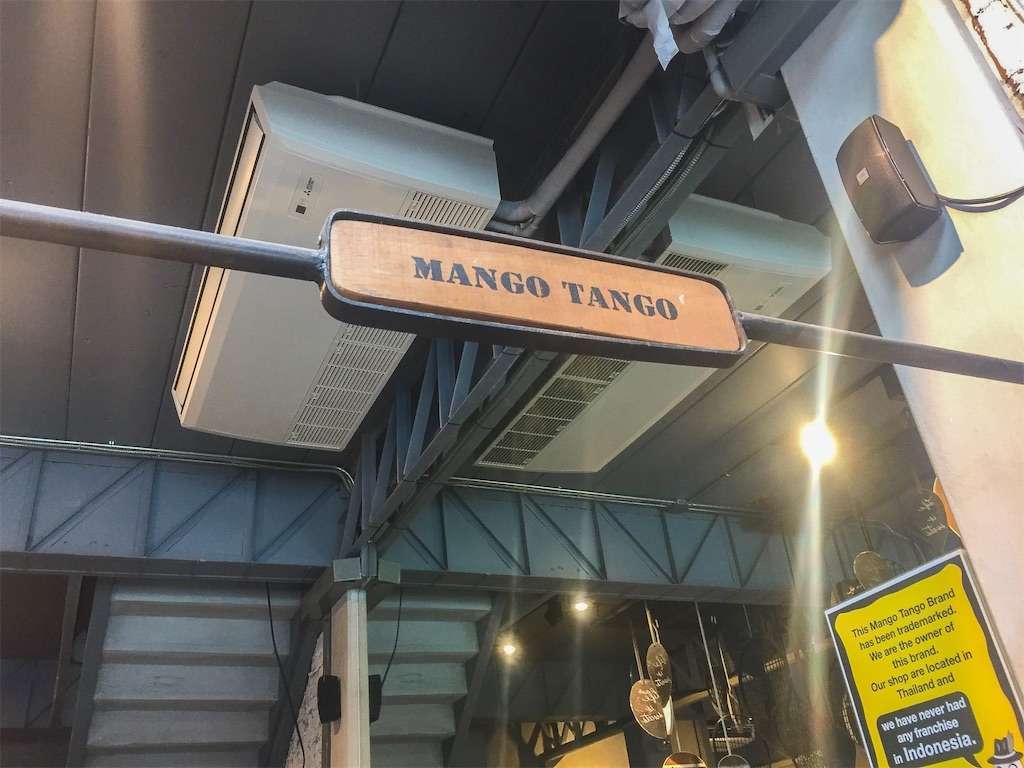 MANGO TANGO
This Mango Tango Brand
has been trademarked.
We are the owner of
this brand.
Our shop are located in
Thailand and
we have never had
any franchise
in Indonesia.